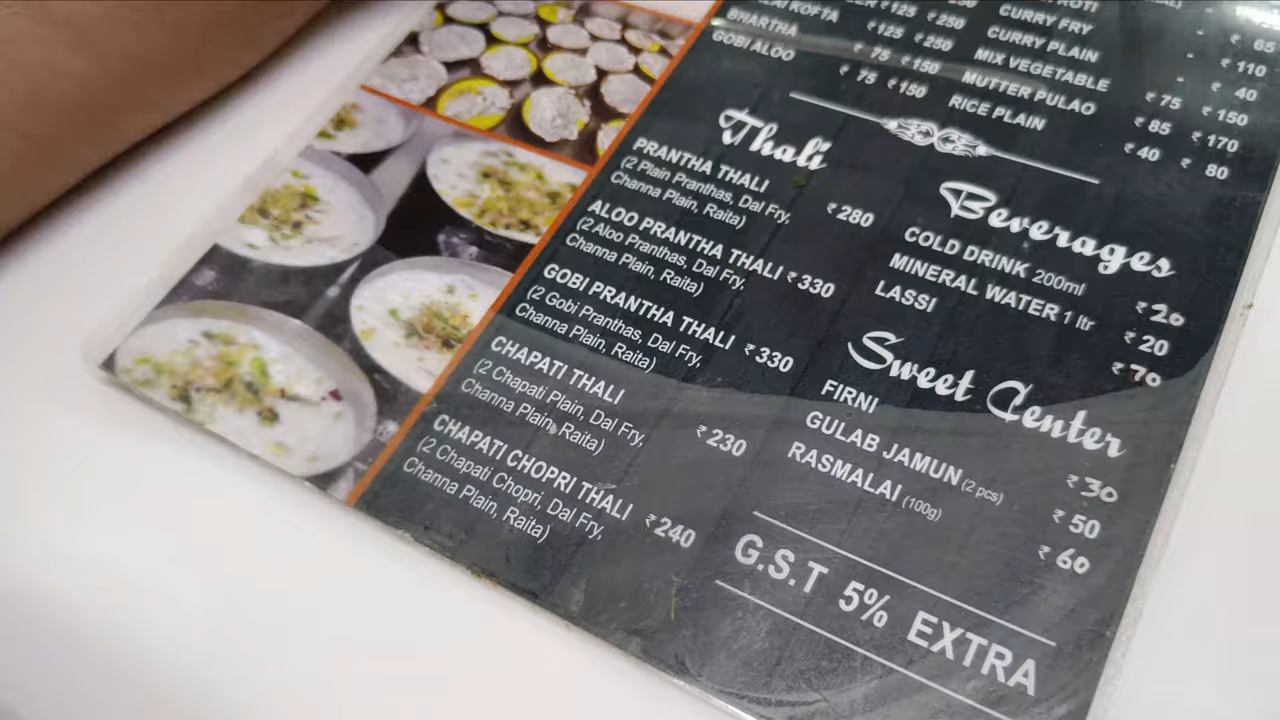 KOFTA ₹125 ₹250
BHARTHA ₹125 ₹250
GOBI ALOO ₹ 75 ₹150
₹ 75 ₹150
Thali
PRANTHA THALI
(2 Plain Pranthas, Dal Fry,
Channa Plain, Raita) ₹280
ALOO PRANTHA THALI ₹330
(2 Aloo Pranthas, Dal Fry,
Channa Plain, Raita)
GOBI PRANTHA THALI ₹330
(2 Gobi Pranthas, Dal Fry,
Channa Plain, Raita)
CHAPATI THALI
(2 Chapati Plain, Dal Fry,
Channa Plain, Raita) ₹230
CHAPATI CHOPRI THALI
(2 Chapati Chopri, Dal Fry,
Channa Plain, Raita) ₹240
ROTI
CURRY FRY - ₹ 65
CURRY PLAIN - ₹ 110
MIX VEGETABLE - ₹ 40
MUTTER PULAO ₹ 75 ₹ 150
RICE PLAIN ₹ 85 ₹ 170
₹ 40 ₹ 80
Beverages
COLD DRINK 200ml ₹ 20
MINERAL WATER 1 ltr ₹ 20
LASSI ₹ 70
Sweet Center
FIRNI ₹ 30
GULAB JAMUN (2 pcs) ₹ 50
RASMALAI (100g) ₹ 60
G.S.T 5% EXTRA